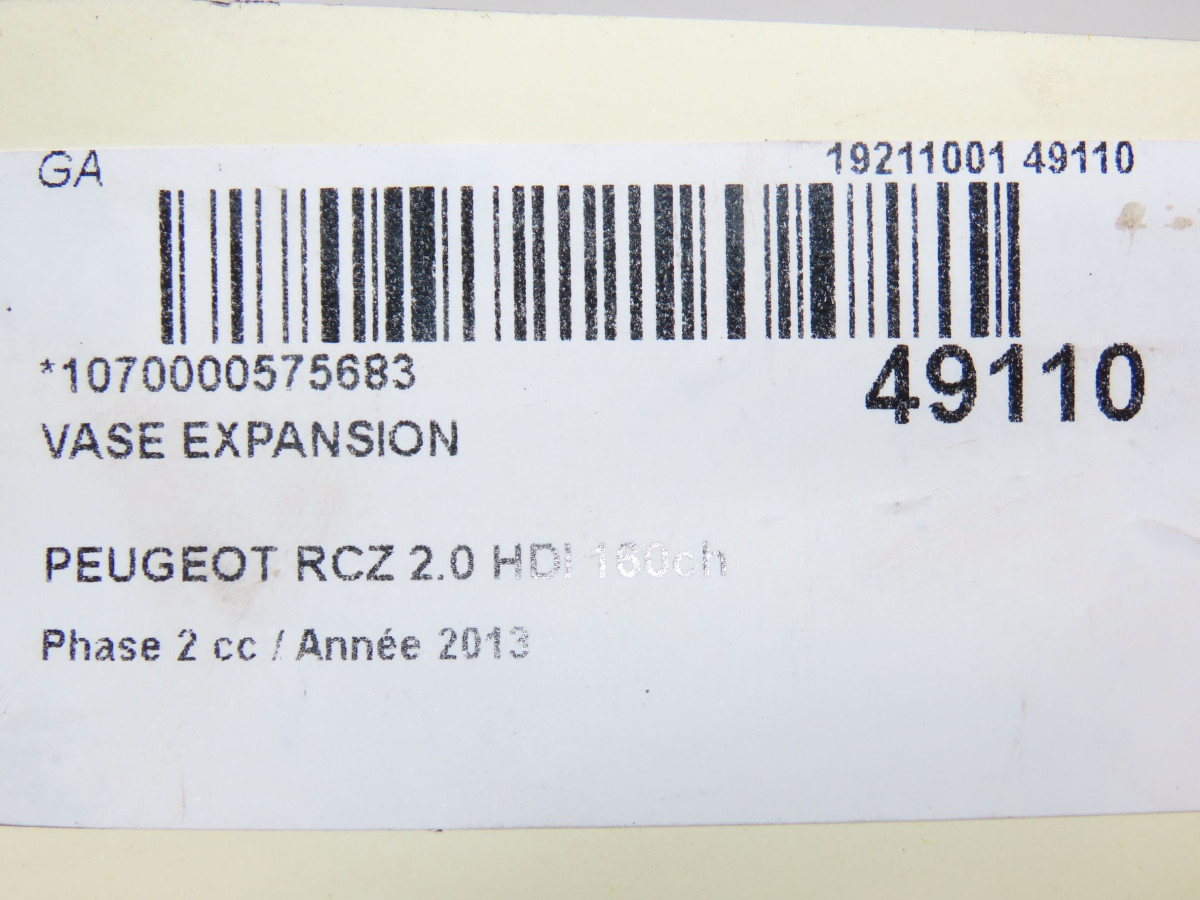 GA
19211001 49110
*1070000575683
49110
VASE EXPANSION
PEUGEOT RCZ 2.0 HDI 160ch
Phase 2 cc / Année 2013